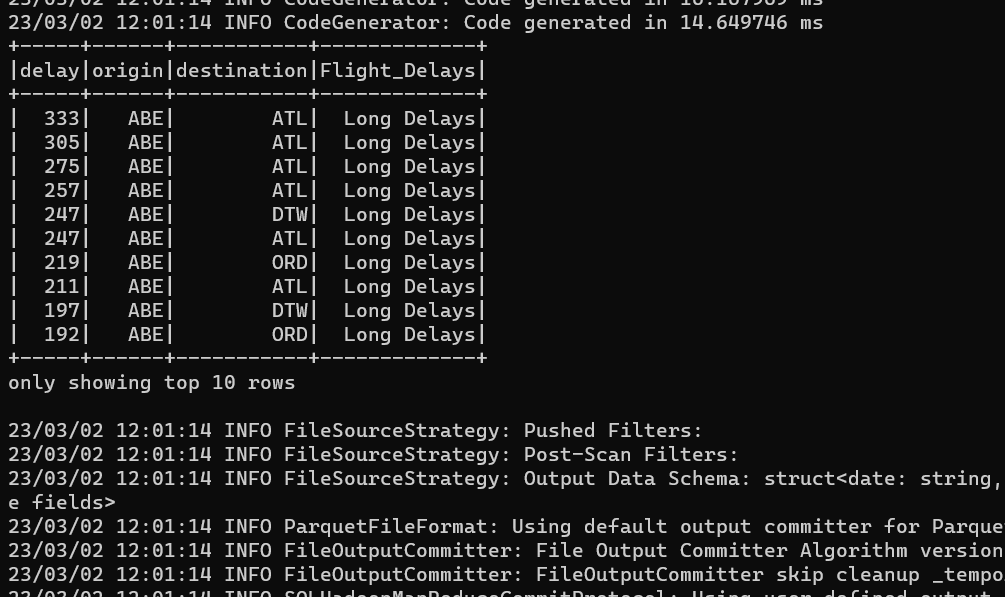 23/03/02 12:01:14 INFO CodeGenerator: Code generated in 14.649746 ms
+-----+------+-----------+-------------+
|delay|origin|destination|Flight_Delays|
+-----+------+-----------+-------------+
|  333|   ABE|        ATL|  Long Delays|
|  305|   ABE|        ATL|  Long Delays|
|  275|   ABE|        ATL|  Long Delays|
|  257|   ABE|        ATL|  Long Delays|
|  247|   ABE|        DTW|  Long Delays|
|  247|   ABE|        ATL|  Long Delays|
|  219|   ABE|        ORD|  Long Delays|
|  211|   ABE|        ATL|  Long Delays|
|  197|   ABE|        DTW|  Long Delays|
|  192|   ABE|        ORD|  Long Delays|
+-----+------+-----------+-------------+
only showing top 10 rows
23/03/02 12:01:14 INFO FileSourceStrategy: Pushed Filters:
23/03/02 12:01:14 INFO FileSourceStrategy: Post-Scan Filters:
23/03/02 12:01:14 INFO FileSourceStrategy: Output Data Schema: struct<date: string,
e fields>
23/03/02 12:01:14 INFO ParquetFileFormat: Using default output committer for Parque
23/03/02 12:01:14 INFO FileOutputCommitter: File Output Committer Algorithm version
23/03/02 12:01:14 INFO FileOutputCommitter: FileOutputCommitter skip cleanup _tempo